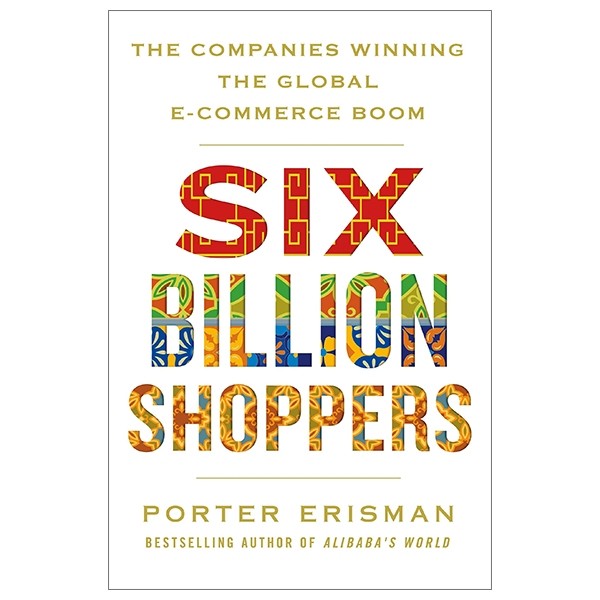 THE COMPANIES WINNING
THE GLOBAL
E-COMMERCE BOOM
SIX
BILLION
SHOPPERS
PORTER ERISMAN
BESTSELLING AUTHOR OF ALIBABA'S WORLD